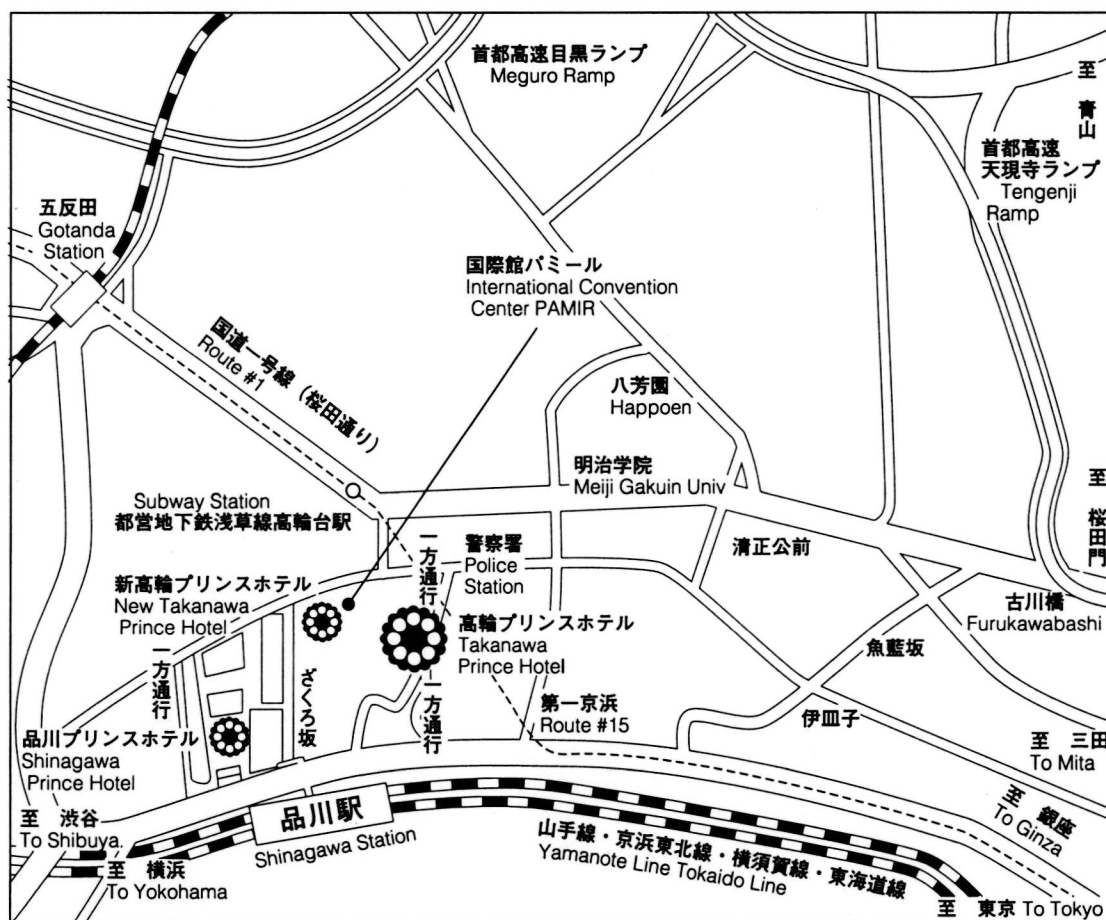 首都高速目黒ランプ
Meguro Ramp
至 青山
首都高速
天現寺ランプ
Tengenji
Ramp
五反田
Gotanda
Station
国際館パミール
International Convention
Center PAMIR
国道一号線（桜田通り）
Route #1
八芳園
Happoen
明治学院
Meiji Gakuin Univ
至 桜田門
Subway Station
都営地下鉄浅草線高輪台駅
一方通行
警察署
Police
Station
清正公前
新高輪プリンスホテル
New Takanawa
Prince Hotel
高輪プリンスホテル
Takanawa
Prince Hotel
古川橋
Furukawabashi
魚藍坂
一方通行
ざくろ坂
一方通行
第一京浜
Route #15
伊皿子
品川プリンスホテル
Shinagawa
Prince Hotel
至 三田
To Mita
至 銀座
To Ginza
至 渋谷
To Shibuya.
品川駅
Shinagawa Station
山手線・京浜東北線・横須賀線・東海道線
Yamanote Line Tokaido Line
至 横浜
To Yokohama
至 東京 To Tokyo